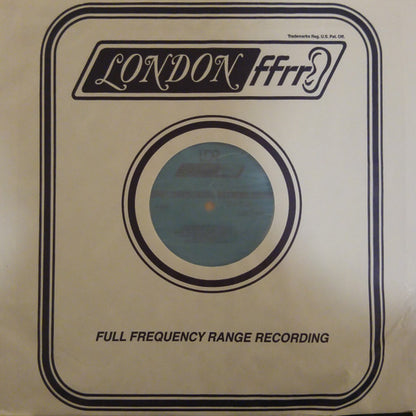 Trademarks Reg. U.S. Pat. Off.
LONDON ffrr
FULL FREQUENCY RANGE RECORDING